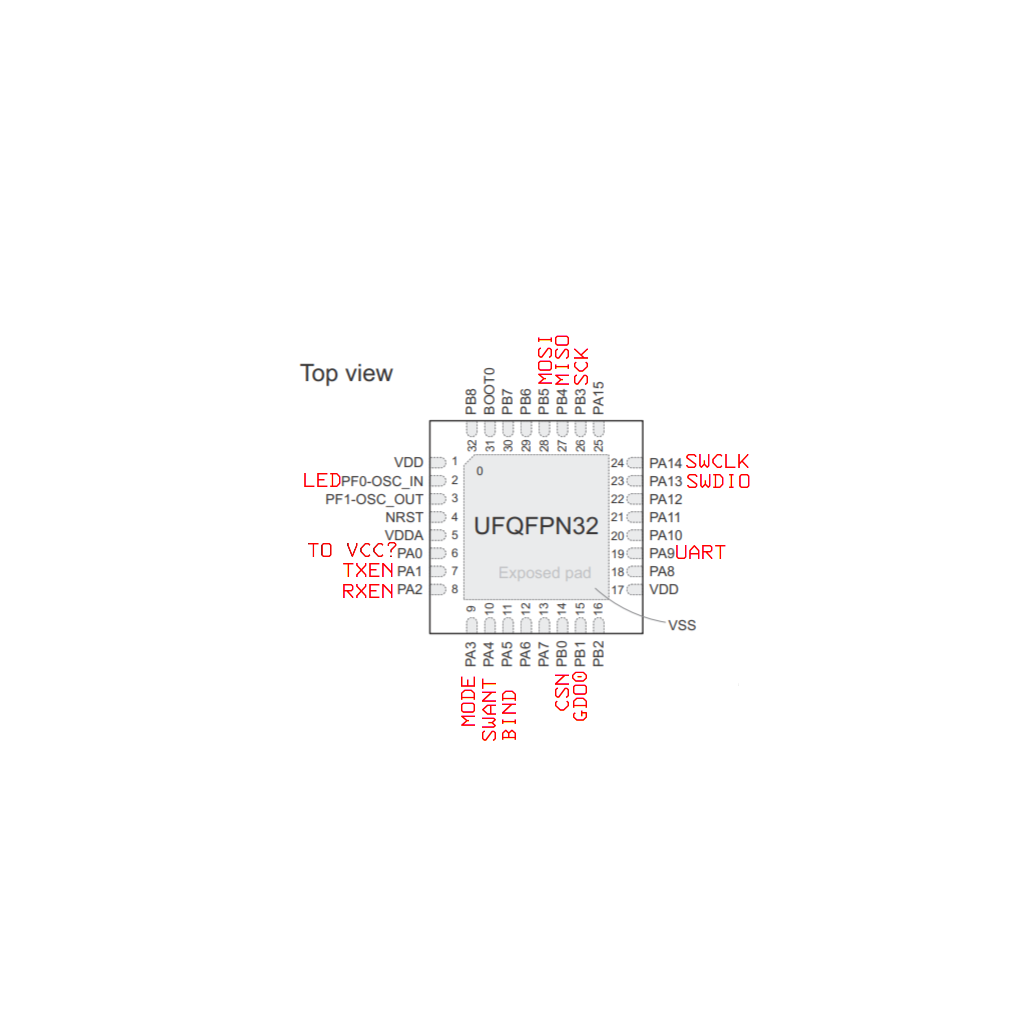 Top view
MOSI
MISO
SCK
PB8
BOOT0
PB7
PB6
PB5
PB4
PB3
PA15
32
31
30
29
28
27
26
25
VDD 1
LED PF0-OSC_IN 2
PF1-OSC_OUT 3
NRST 4
VDDA 5
TO VCC? PA0 6
TXEN PA1 7
RXEN PA2 8
0
UFQFPN32
Exposed pad
24 PA14 SWCLK
23 PA13 SWDIO
22 PA12
21 PA11
20 PA10
19 PA9 UART
18 PA8
17 VDD
VSS
9
10
11
12
13
14
15
16
PA3
PA4
PA5
PA6
PA7
PB0
PB1
PB2
MODE
SWANT
BIND
CSN
GDO0